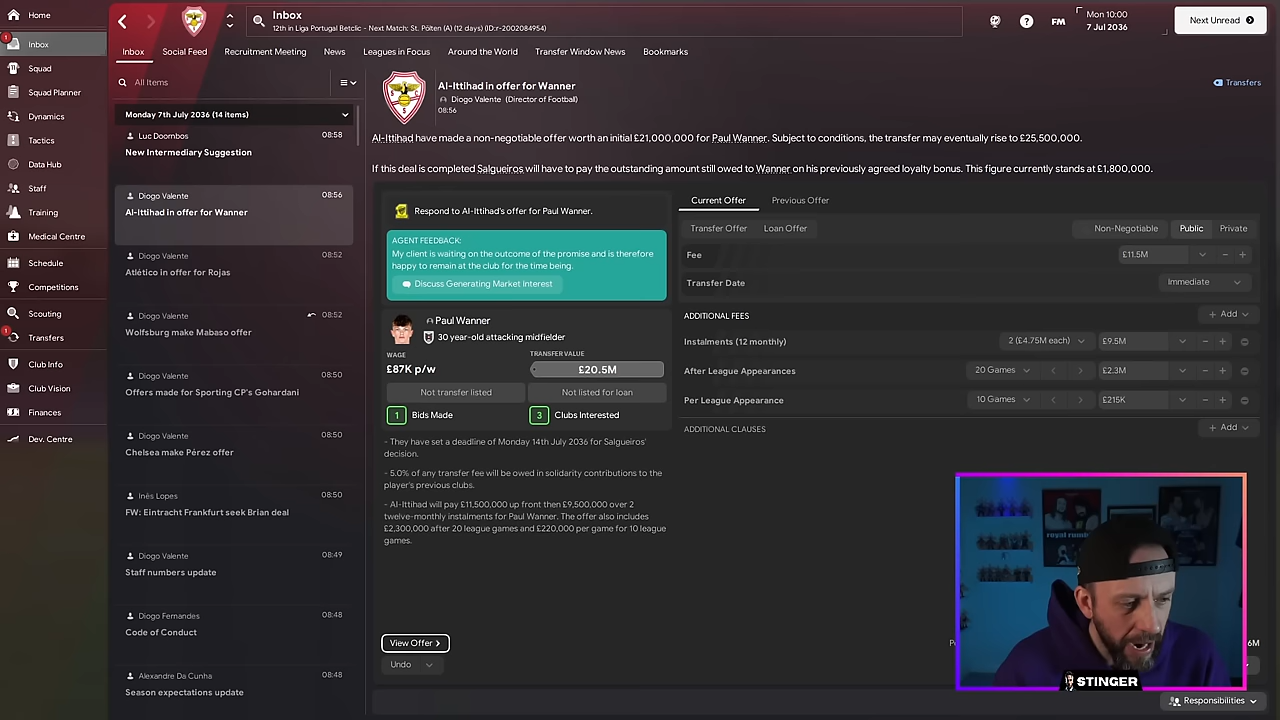 Home
Inbox
Squad
Squad Planner
Dynamics
Tactics
Data Hub
Staff
Training
Medical Centre
Schedule
Competitions
Scouting
Transfers
Club Info
Club Vision
Finances
Dev. Centre
1
1
Inbox
12th in Liga Portugal Betclic - Next Match: St. Pölten (A) (12 days) (ID:r-2002084954)
FM
Mon 10:00
7 Jul 2036
Next Unread
Inbox
Social Feed
Recruitment Meeting
News
Leagues in Focus
Around the World
Transfer Window News
Bookmarks
All Items
Monday 7th July 2036 (14 items)
Luc Doornbos 08:58
New Intermediary Suggestion
Diogo Valente 08:56
Al-Ittihad in offer for Wanner
Diogo Valente 08:52
Atlético in offer for Rojas
Diogo Valente 08:52
Wolfsburg make Mabaso offer
Diogo Valente 08:50
Offers made for Sporting CP's Gohardani
Diogo Valente 08:50
Chelsea make Pérez offer
Inês Lopes 08:50
FW: Eintracht Frankfurt seek Brian deal
Diogo Valente 08:49
Staff numbers update
Diogo Fernandes 08:48
Code of Conduct
Alexandre Da Cunha 08:48
Season expectations update
Al-Ittihad in offer for Wanner
Diogo Valente (Director of Football)
08:56
Transfers
Al-Ittihad have made a non-negotiable offer worth an initial £21,000,000 for Paul Wanner. Subject to conditions, the transfer may eventually rise to £25,500,000.
If this deal is completed Salgueiros will have to pay the outstanding amount still owed to Wanner on his previously agreed loyalty bonus. This figure currently stands at £1,800,000.
Respond to Al-Ittihad's offer for Paul Wanner.
AGENT FEEDBACK:
My client is waiting on the outcome of the promise and is therefore
happy to remain at the club for the time being.
Discuss Generating Market Interest
Paul Wanner
30 year-old attacking midfielder
WAGE
£87K p/w
TRANSFER VALUE
£20.5M
Not transfer listed
Not listed for loan
1 Bids Made
3 Clubs Interested
- They have set a deadline of Monday 14th July 2036 for Salgueiros'
decision.
- 5.0% of any transfer fee will be owed in solidarity contributions to the
player's previous clubs.
- Al-Ittihad will pay £11,500,000 up front then £9,500,000 over 2
twelve-monthly instalments for Paul Wanner. The offer also includes
£2,300,000 after 20 league games and £220,000 per game for 10 league
games.
View Offer
Undo
Current Offer
Previous Offer
Transfer Offer
Loan Offer
Non-Negotiable
Public
Private
Fee £11.5M
Transfer Date Immediate
ADDITIONAL FEES
Add
Instalments (12 monthly) 2 (£4.75M each) £9.5M
After League Appearances 20 Games £2.3M
Per League Appearance 10 Games £215K
ADDITIONAL CLAUSES
Add
STINGER
Responsibilities